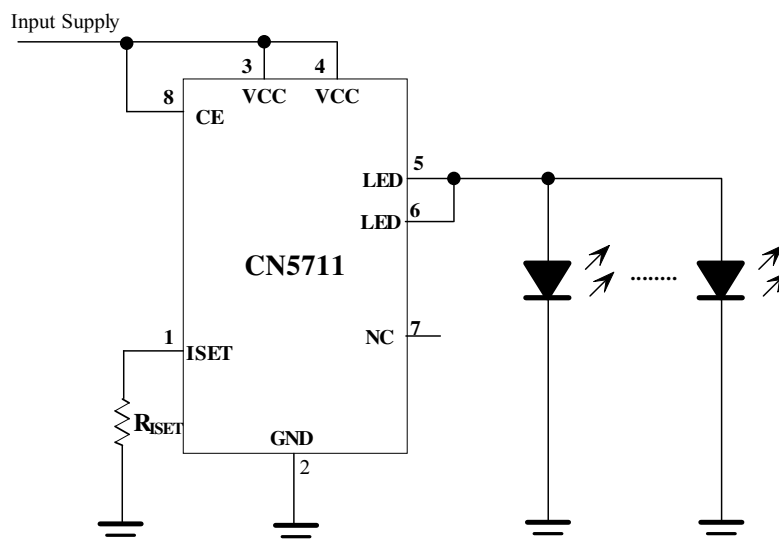 Input Supply
3
4
8
VCC
VCC
CE
5
LED
6
LED
CN5711
1
7
NC
ISET
RISET
GND
2